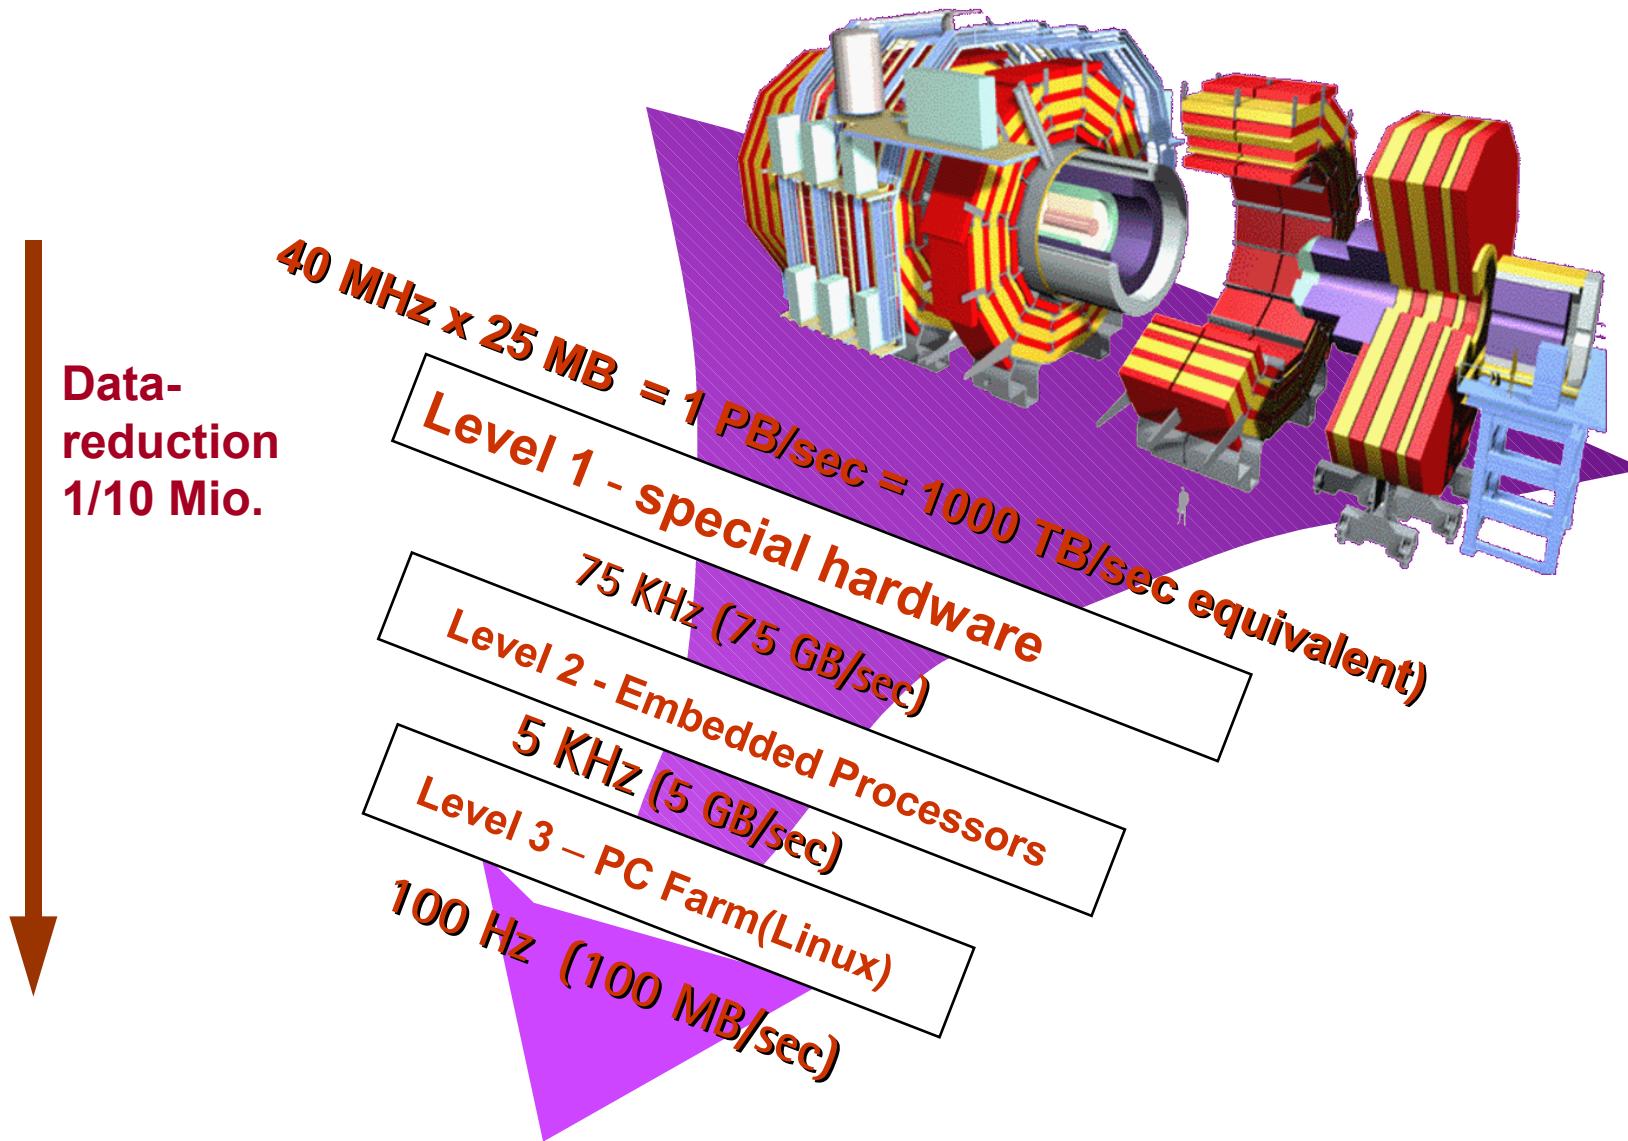 40 MHz x 25 MB = 1 PB/sec = 1000 TB/sec equivalent)
Data-
reduction
1/10 Mio.
Level 1 - special hardware
75 KHz (75 GB/sec)
Level 2 - Embedded Processors
5 KHz (5 GB/sec)
Level 3 – PC Farm(Linux)
100 Hz (100 MB/sec)